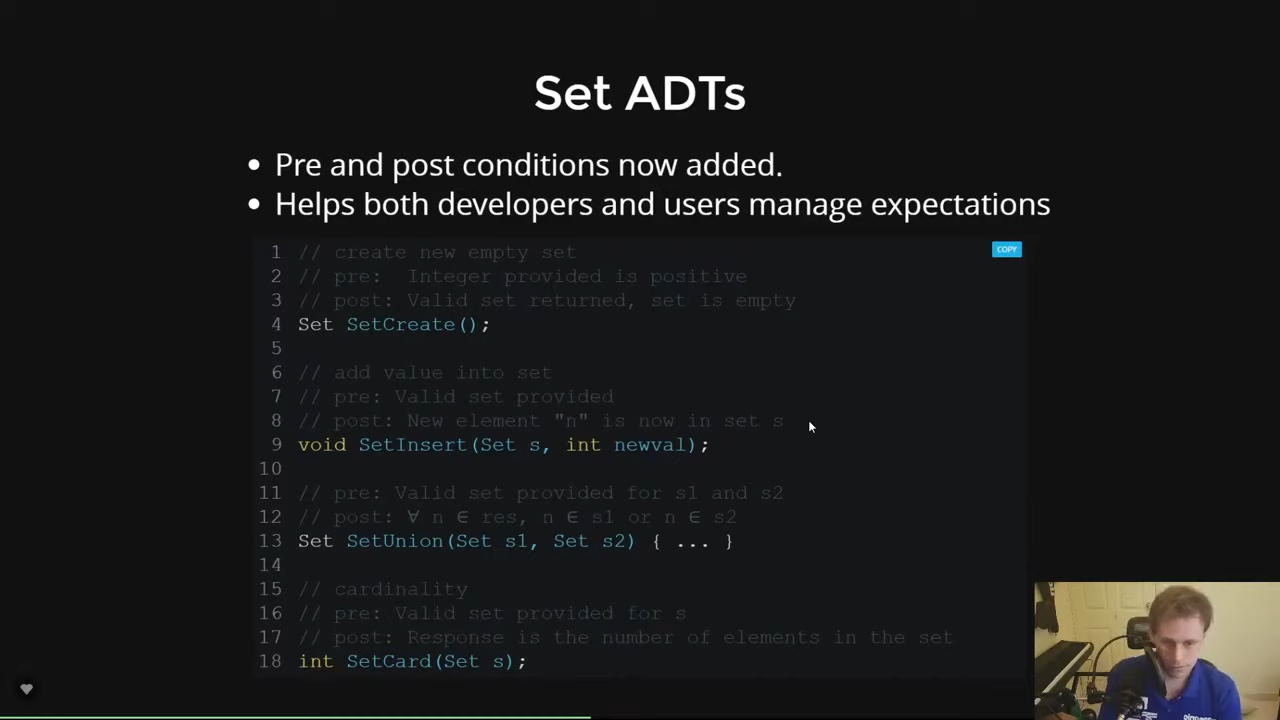 Set ADTs
• Pre and post conditions now added.
• Helps both developers and users manage expectations
COPY
1 // create new empty set
2 // pre:  Integer provided is positive
3 // post: Valid set returned, set is empty
4 Set SetCreate();
5
6 // add value into set
7 // pre: Valid set provided
8 // post: New element "n" is now in set s
9 void SetInsert(Set s, int newval);
10
11 // pre: Valid set provided for s1 and s2
12 // post: ∀ n ∈ res, n ∈ s1 or n ∈ s2
13 Set SetUnion(Set s1, Set s2) { ... }
14
15 // cardinality
16 // pre: Valid set provided for s
17 // post: Response is the number of elements in the set
18 int SetCard(Set s);